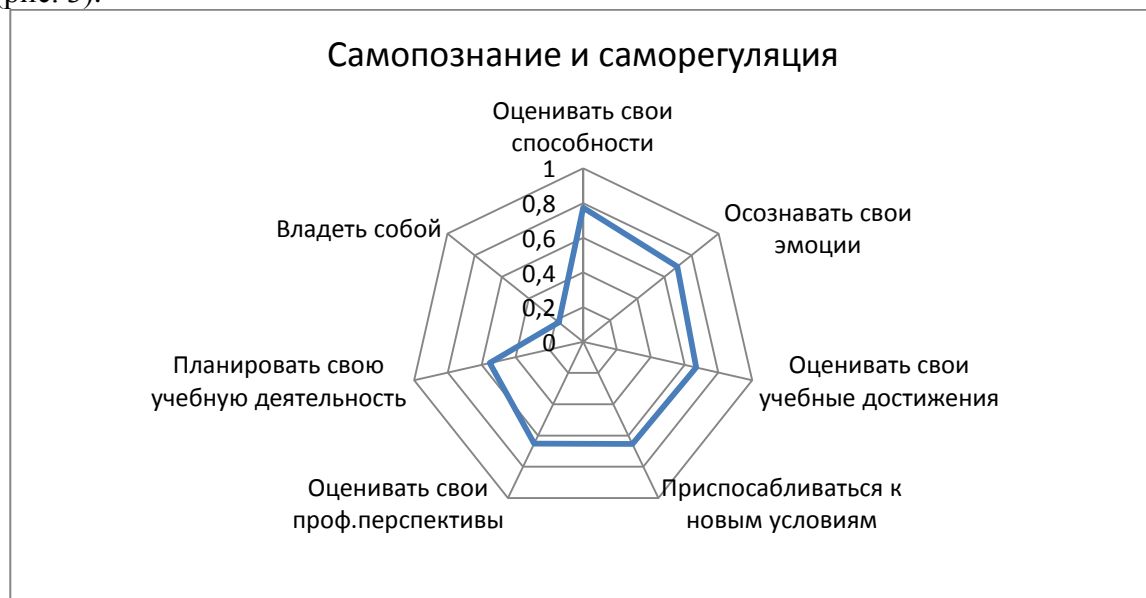 (рис. 3).
Самопознание и саморегуляция
Оценивать свои
способности
1
0,8
0,6
0,4
0,2
0
Осознавать свои
эмоции
Оценивать свои
учебные достижения
Приспосабливаться к
новым условиям
Оценивать свои
проф.перспективы
Планировать свою
учебную деятельность
Владеть собой